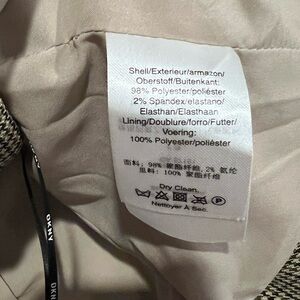 Shell/Exterieur/armazon/
Oberstoff/Buitenkant:
98% Polyester/poliéster
2% Spandex/elastano/
Elasthan/Elasthaan
Lining/Doublure/forro/Futter/
Voering:
100% Polyester/poliéster
面料: 98% 聚酯纤维, 2% 氨纶
里料: 100% 聚酯纤维
Dry Clean.
Nettoyer À Sec.
DKNY